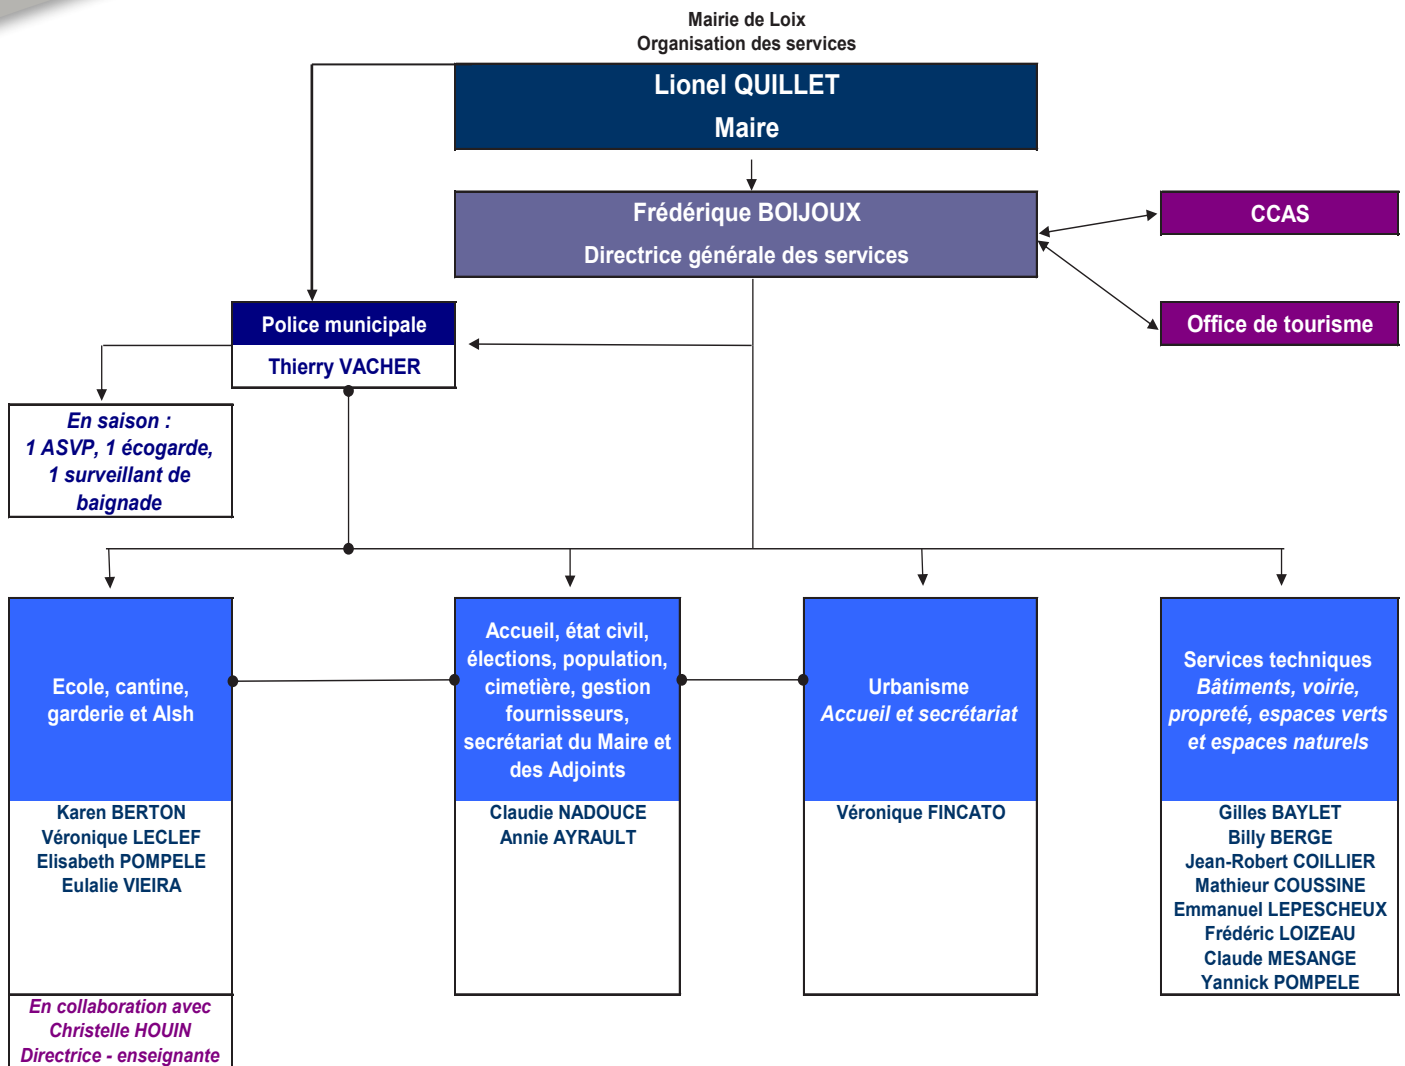 Mairie de Loix
Organisation des services
Lionel QUILLET
Maire
Frédérique BOIJOUX
Directrice générale des services
CCAS
Office de tourisme
Police municipale
Thierry VACHER
En saison :
1 ASVP, 1 écogarde,
1 surveillant de
baignade
Ecole, cantine,
garderie et Alsh
Karen BERTON
Véronique LECLEF
Elisabeth POMPELE
Eulalie VIEIRA
En collaboration avec
Christelle HOUIN
Directrice - enseignante
Accueil, état civil,
élections, population,
cimetière, gestion
fournisseurs,
secrétariat du Maire et
des Adjoints
Claudie NADOUCE
Annie AYRAULT
Urbanisme
Accueil et secrétariat
Véronique FINCATO
Services techniques
Bâtiments, voirie,
propreté, espaces verts
et espaces naturels
Gilles BAYLET
Billy BERGE
Jean-Robert COILLIER
Mathieur COUSSINE
Emmanuel LEPESCHEUX
Frédéric LOIZEAU
Claude MESANGE
Yannick POMPELE